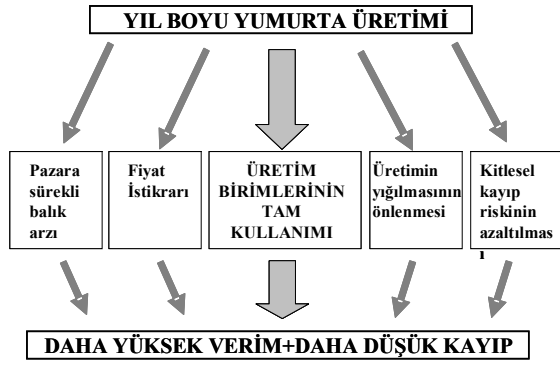 YIL BOYU YUMURTA ÜRETİMİ
Pazara
sürekli
balık
arzı
Fiyat
İstikrarı
ÜRETİM
BİRİMLERİNİN
TAM
KULLANIMI
Üretimin
yığılmasının
önlenmesi
Kitlesel
kayıp
riskinin
azaltılmas
ı
DAHA YÜKSEK VERİM+DAHA DÜŞÜK KAYIP